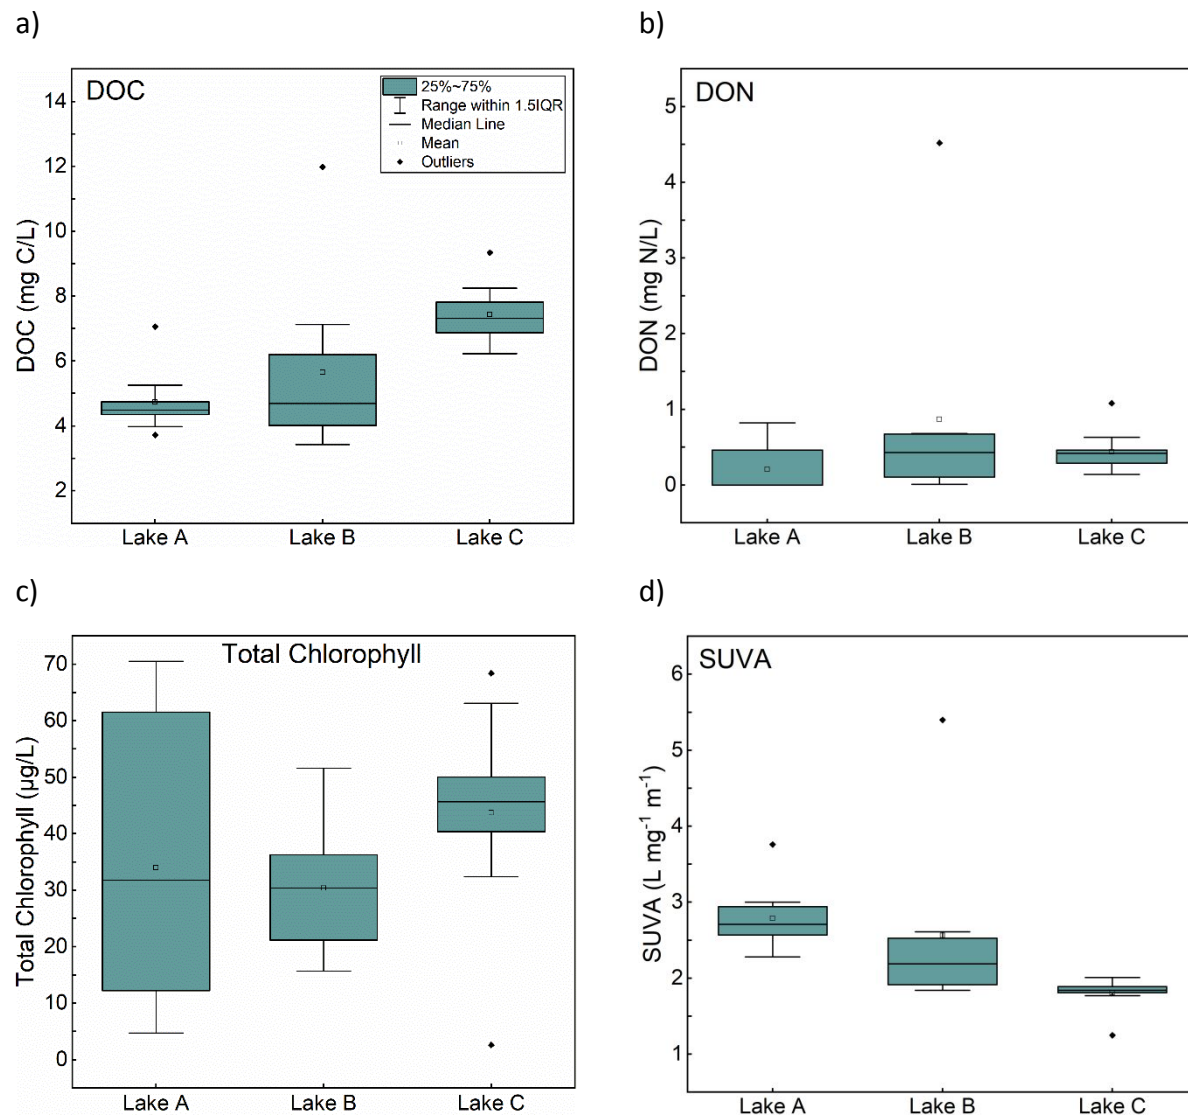 a)
DOC
25%~75%
Range within 1.5IQR
Median Line
Mean
Outliers
14
12
10
8
6
4
2
DOC (mg C/L)
Lake A
Lake B
Lake C
b)
DON
5
4
3
2
1
0
DON (mg N/L)
Lake A
Lake B
Lake C
c)
Total Chlorophyll
70
60
50
40
30
20
10
0
Total Chlorophyll (µg/L)
Lake A
Lake B
Lake C
d)
SUVA
6
5
4
3
2
1
SUVA (L mg⁻¹ m⁻¹)
Lake A
Lake B
Lake C